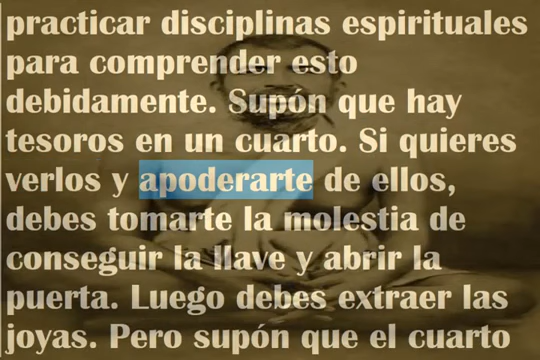 practicar disciplinas espirituales
para comprender esto
debidamente. Supón que hay
tesoros en un cuarto. Si quieres
verlos y apoderarte de ellos,
debes tomarte la molestia de
conseguir la llave y abrir la
puerta. Luego debes extraer las
joyas. Pero supón que el cuarto